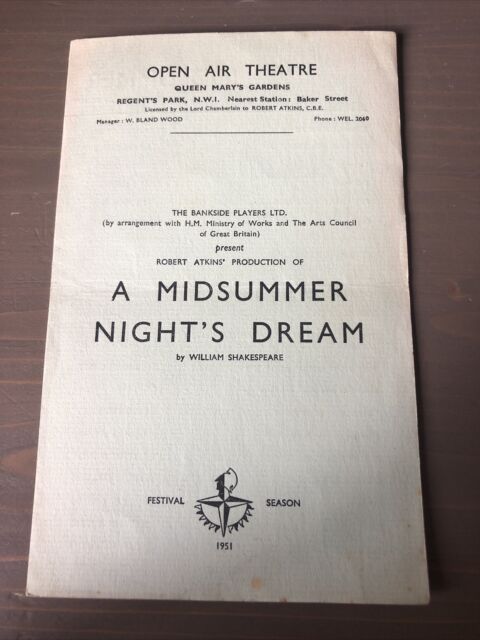 OPEN AIR THEATRE
QUEEN MARY'S GARDENS
REGENT'S PARK, N.W.I. Nearest Station: Baker Street
Licensed by the Lord Chamberlain to ROBERT ATKINS, C.B.E.
Manager: W. BLAND WOOD Phone: WEL. 2060
THE BANKSIDE PLAYERS LTD.
(by arrangement with H.M. Ministry of Works and The Arts Council
of Great Britain)
present
ROBERT ATKINS' PRODUCTION OF
A MIDSUMMER
NIGHT'S DREAM
by WILLIAM SHAKESPEARE
FESTIVAL SEASON
1951